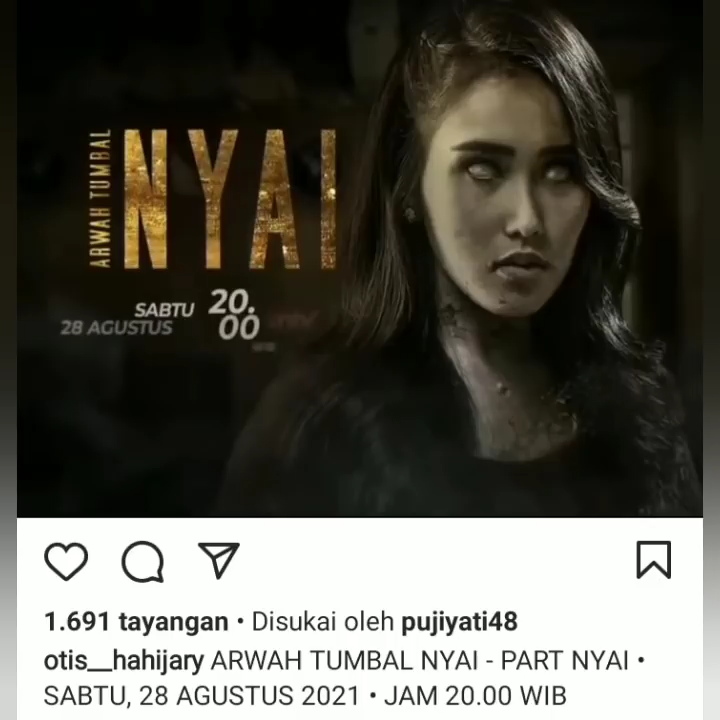 ARWAH TUMBAL
NYAI
SABTU 20.
28 AGUSTUS 00
1.691 tayangan • Disukai oleh pujiyati48
otis__hahijary ARWAH TUMBAL NYAI - PART NYAI •
SABTU, 28 AGUSTUS 2021 • JAM 20.00 WIB